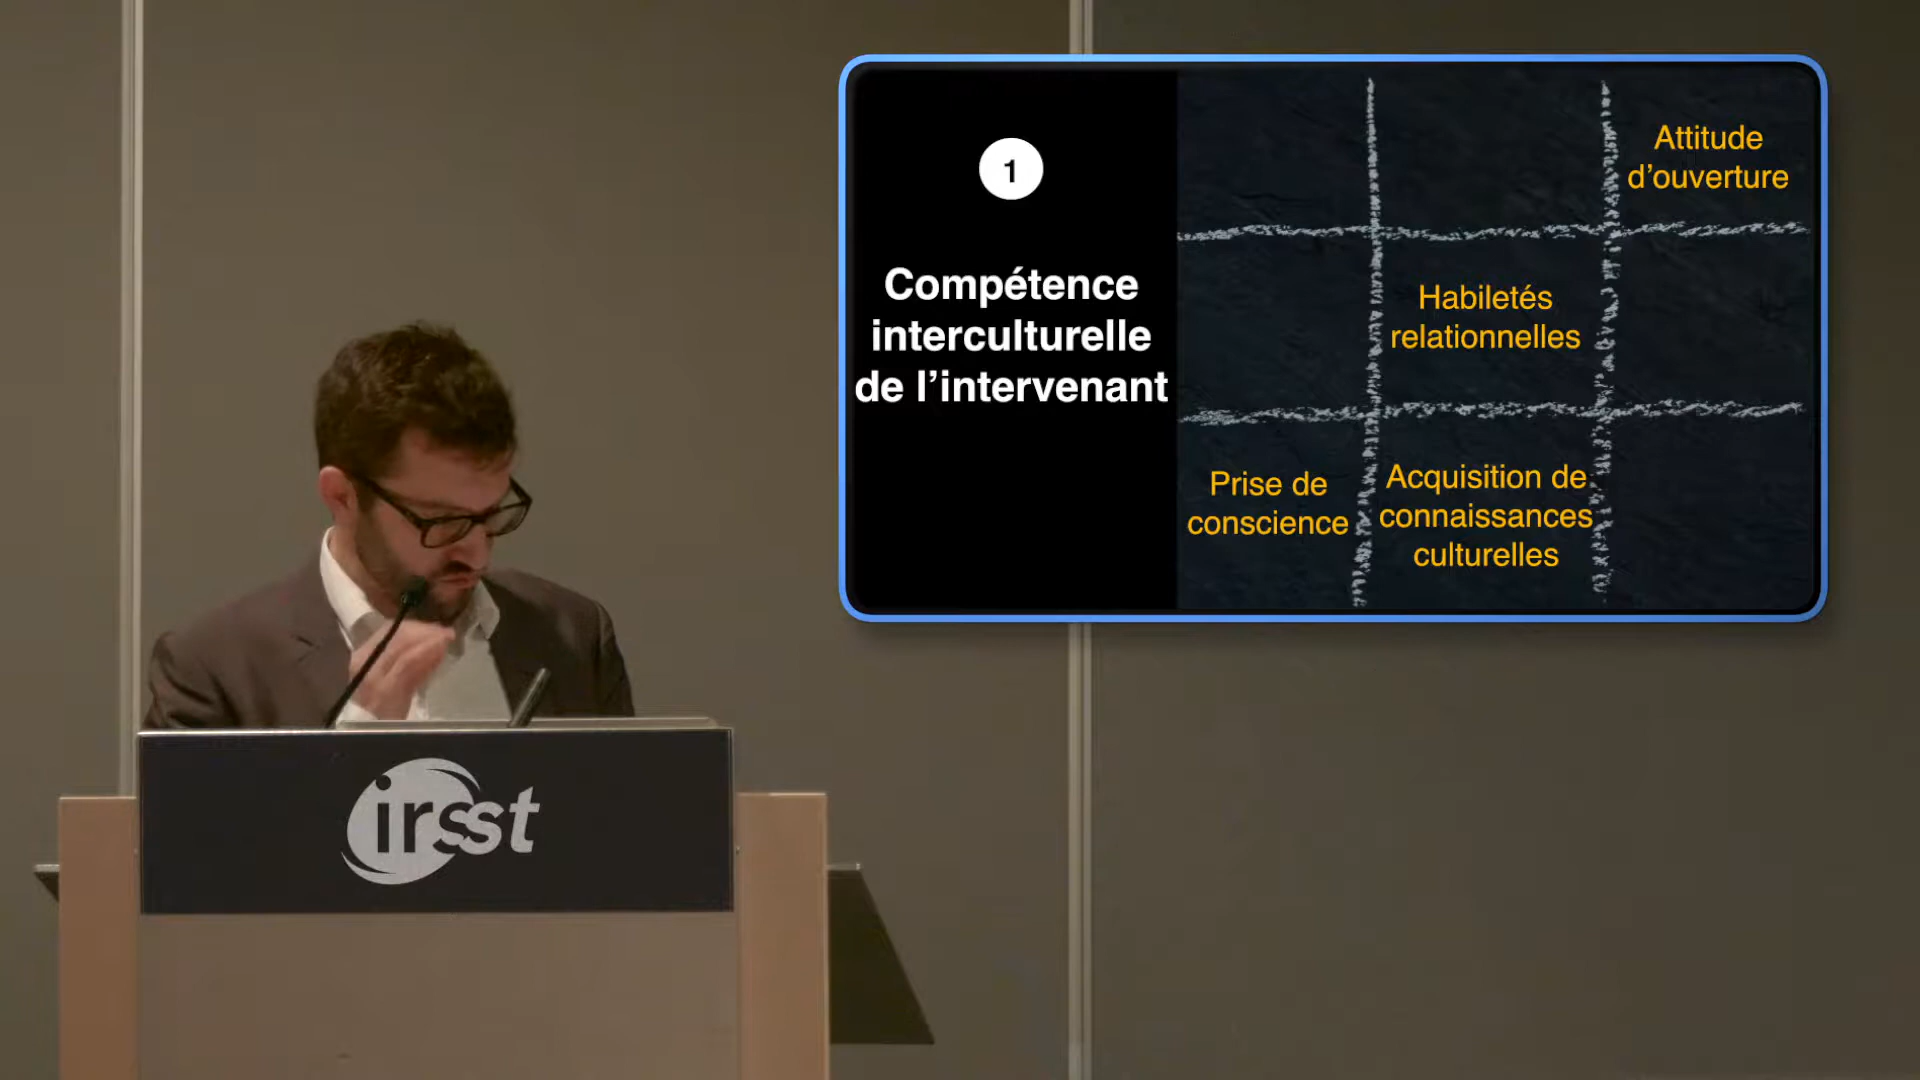 1
Compétence
interculturelle
de l’intervenant
Attitude
d’ouverture
Habiletés
relationnelles
Prise de
conscience
Acquisition de
connaissances
culturelles
irsst